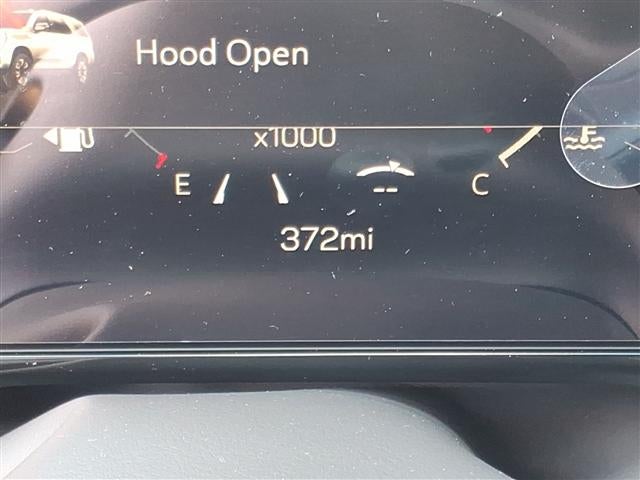 Hood Open
x1000
E
--
C
372mi